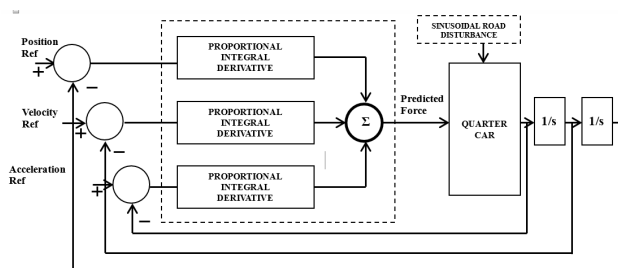 SINUSOIDAL ROAD
DISTURBANCE
Position
Ref
+
−
PROPORTIONAL
INTEGRAL
DERIVATIVE
Velocity
Ref
+
−
PROPORTIONAL
INTEGRAL
DERIVATIVE
Σ
Predicted
Force
QUARTER
CAR
1/s
1/s
Acceleration
Ref
+
−
PROPORTIONAL
INTEGRAL
DERIVATIVE